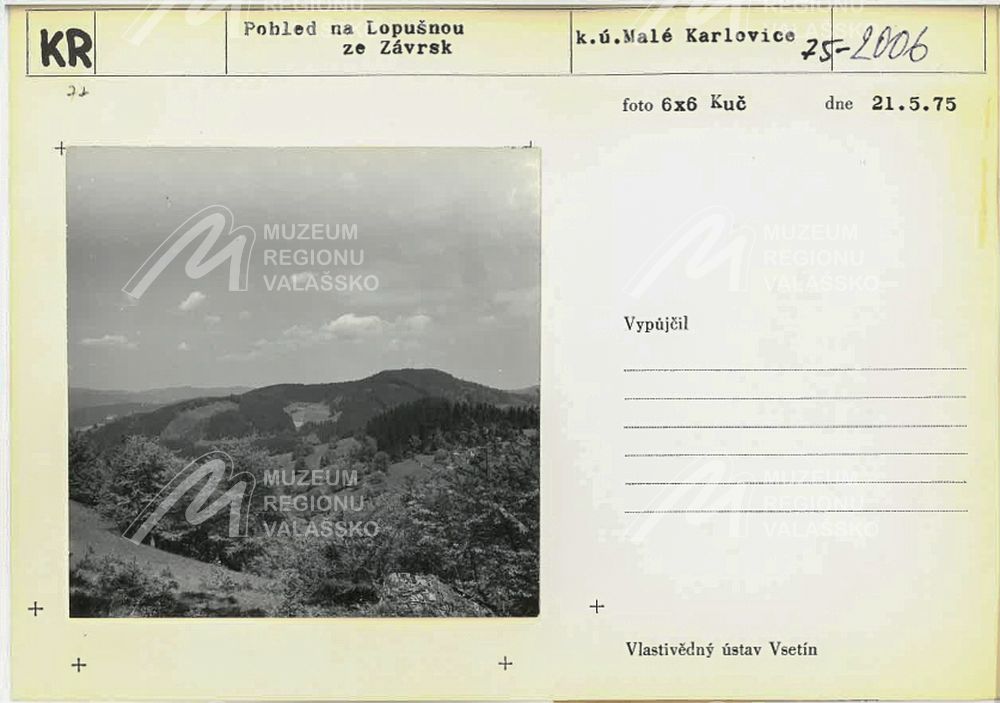 KR
Pohled na Lopušnou
ze Závrsk
k.ú.Malé Karlovice
75-2006
foto 6x6 Kuč
dne 21.5.75
MUZEUM
REGIONU
VALAŠSKO
MUZEUM
REGIONU
VALAŠSKO
Vypůjčil
MUZEUM
REGIONU
VALAŠSKO
MUZEUM
REGIONU
VALAŠSKO
Vlastivědný ústav Vsetín